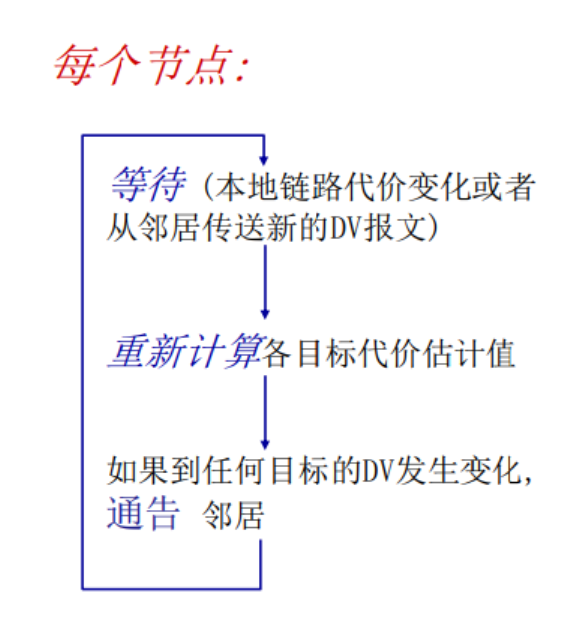 每个节点:
等待 (本地链路代价变化或者
从邻居传送新的DV报文)
重新计算各目标代价估计值
如果到任何目标的DV发生变化,
通告 邻居